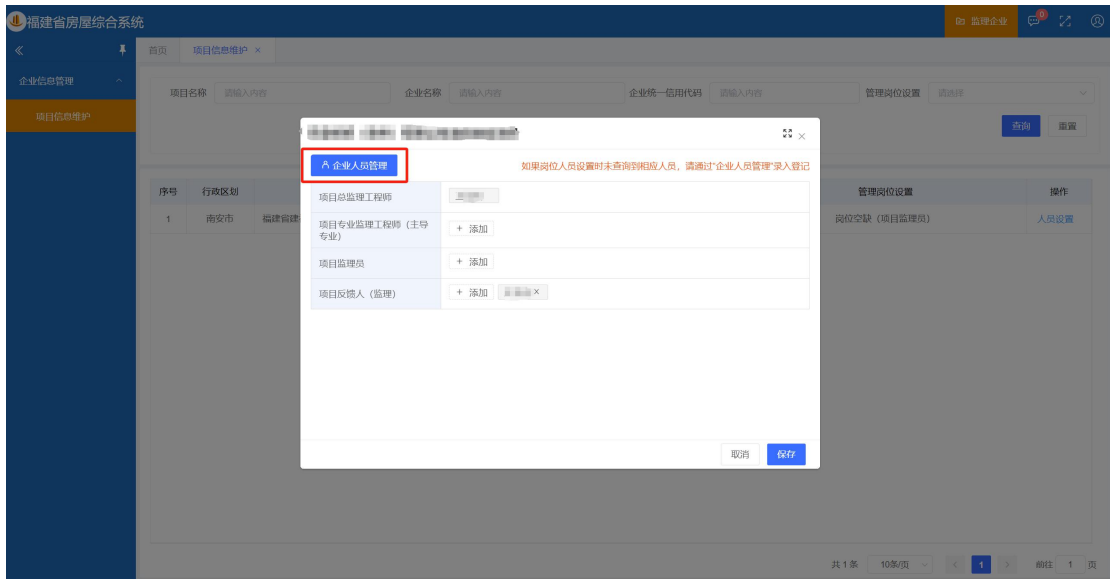 福建省房屋综合系统
监理企业
0
首页 项目信息维护 ×
企业信息管理
项目信息维护
项目名称 请输入内容 企业名称 请输入内容 企业统一信用代码 请输入内容 管理岗位设置 请选择
查询 重置
企业人员管理 如果岗位人员设置时未查询到相应人员，请通过"企业人员管理"录入登记
序号 行政区划 管理岗位设置 操作
1 南安市 福建省建 岗位空缺（项目监理员） 人员设置
项目总监理工程师
项目专业监理工程师（主导
专业） + 添加
项目监理员 + 添加
项目反馈人（监理） + 添加 ×
取消 保存
共 1 条 10条/页 < 1 > 前往 1 页